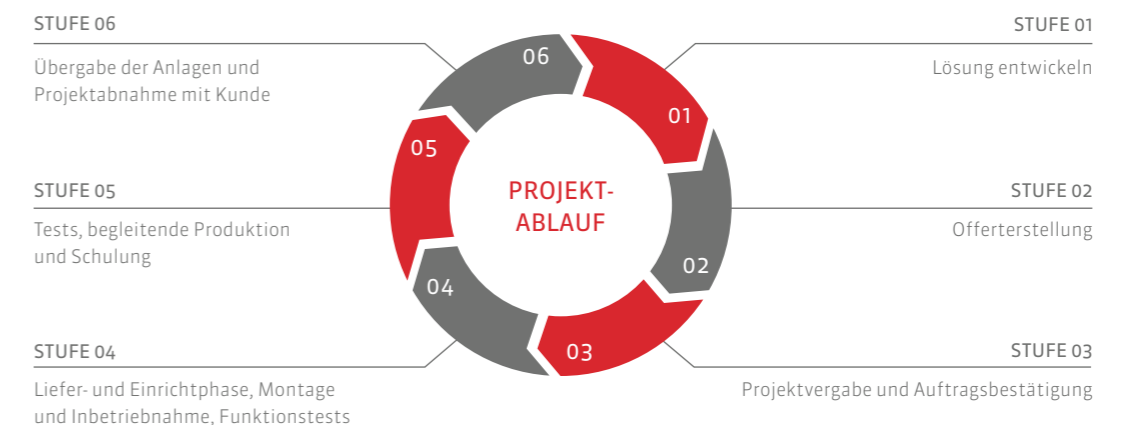 STUFE 06
Übergabe der Anlagen und
Projektabnahme mit Kunde
STUFE 05
Tests, begleitende Produktion
und Schulung
STUFE 04
Liefer- und Einrichtphase, Montage
und Inbetriebnahme, Funktionstests
06
01
05
PROJEKT-
ABLAUF
02
04
03
STUFE 01
Lösung entwickeln
STUFE 02
Offerterstellung
STUFE 03
Projektvergabe und Auftragsbestätigung